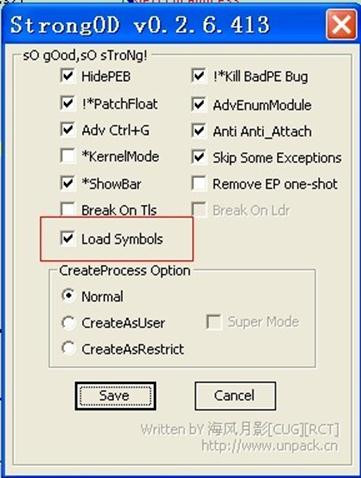 StrongOD v0.2.6.413
sO gOod,sO sTroNg!
HidePEB
!*Kill BadPE Bug
!*PatchFloat
AdvEnumModule
Adv Ctrl+G
Anti Anti_Attach
*KernelMode
Skip Some Exceptions
*ShowBar
Remove EP one-shot
Break On Tls
Break On Ldr
Load Symbols
CreateProcess Option
Normal
CreateAsUser
Super Mode
CreateAsRestrict
Save
Cancel
Written BY 海风月影[CUG][RCT]
http://www.unpack.cn